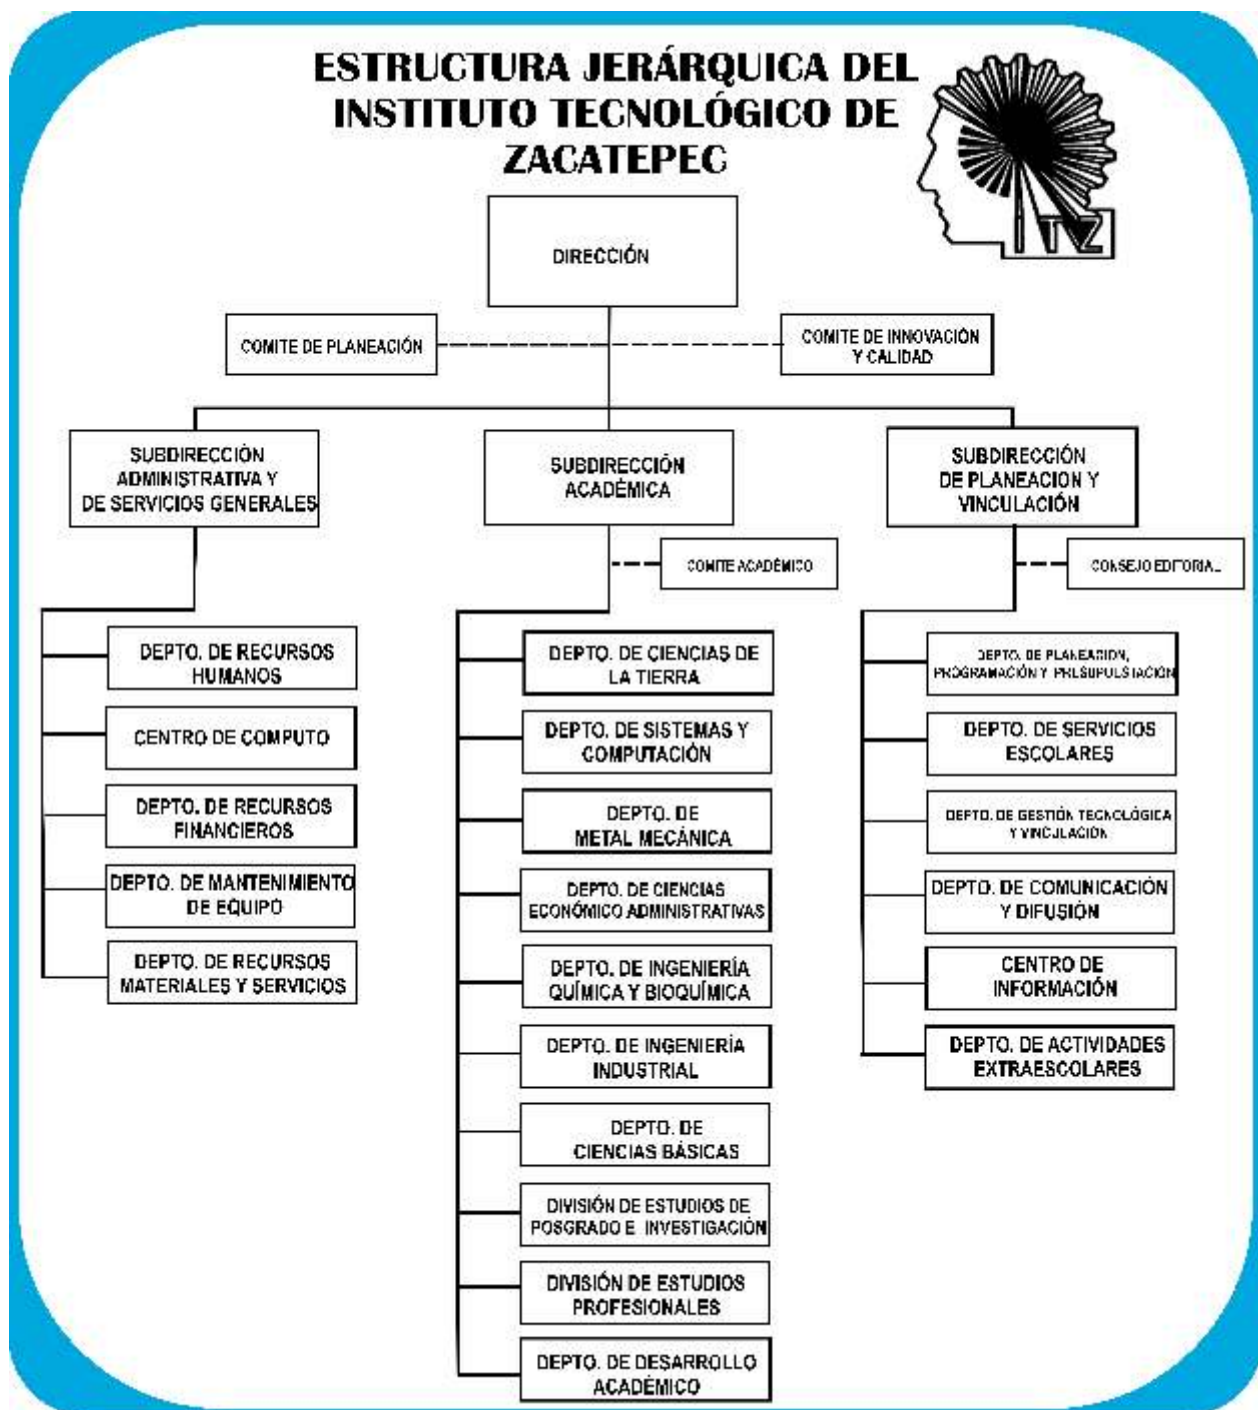 ESTRUCTURA JERÁRQUICA DEL
INSTITUTO TECNOLÓGICO DE
ZACATEPEC
ITZ
DIRECCIÓN
COMITE DE PLANEACIÓN
COMITE DE INNOVACIÓN
Y CALIDAD
SUBDIRECCIÓN
ADMINISTRATIVA Y
DE SERVICIOS GENERALES
SUBDIRECCIÓN
ACADÉMICA
SUBDIRECCIÓN
DE PLANEACION Y
VINCULACIÓN
COMITE ACADÉMICO
CONSEJO EDITORIAL
DEPTO. DE RECURSOS
HUMANOS
CENTRO DE COMPUTO
DEPTO. DE RECURSOS
FINANCIEROS
DEPTO. DE MANTENIMIENTO
DE EQUIPO
DEPTO. DE RECURSOS
MATERIALES Y SERVICIOS
DEPTO. DE CIENCIAS DE
LA TIERRA
DEPTO. DE SISTEMAS Y
COMPUTACIÓN
DEPTO. DE
METAL MECÁNICA
DEPTO. DE CIENCIAS
ECONÓMICO ADMINISTRATIVAS
DEPTO. DE INGENIERÍA
QUÍMICA Y BIOQUÍMICA
DEPTO. DE INGENIERÍA
INDUSTRIAL
DEPTO. DE
CIENCIAS BÁSICAS
DIVISIÓN DE ESTUDIOS DE
POSGRADO E INVESTIGACIÓN
DIVISIÓN DE ESTUDIOS
PROFESIONALES
DEPTO. DE DESARROLLO
ACADÉMICO
DEPTO. DE PLANEACION,
PROGRAMACIÓN Y PRESUPUESTACIÓN
DEPTO. DE SERVICIOS
ESCOLARES
DEPTO. DE GESTIÓN TECNOLÓGICA
Y VINCULACIÓN
DEPTO. DE COMUNICACIÓN
Y DIFUSIÓN
CENTRO DE
INFORMACIÓN
DEPTO. DE ACTIVIDADES
EXTRAESCOLARES